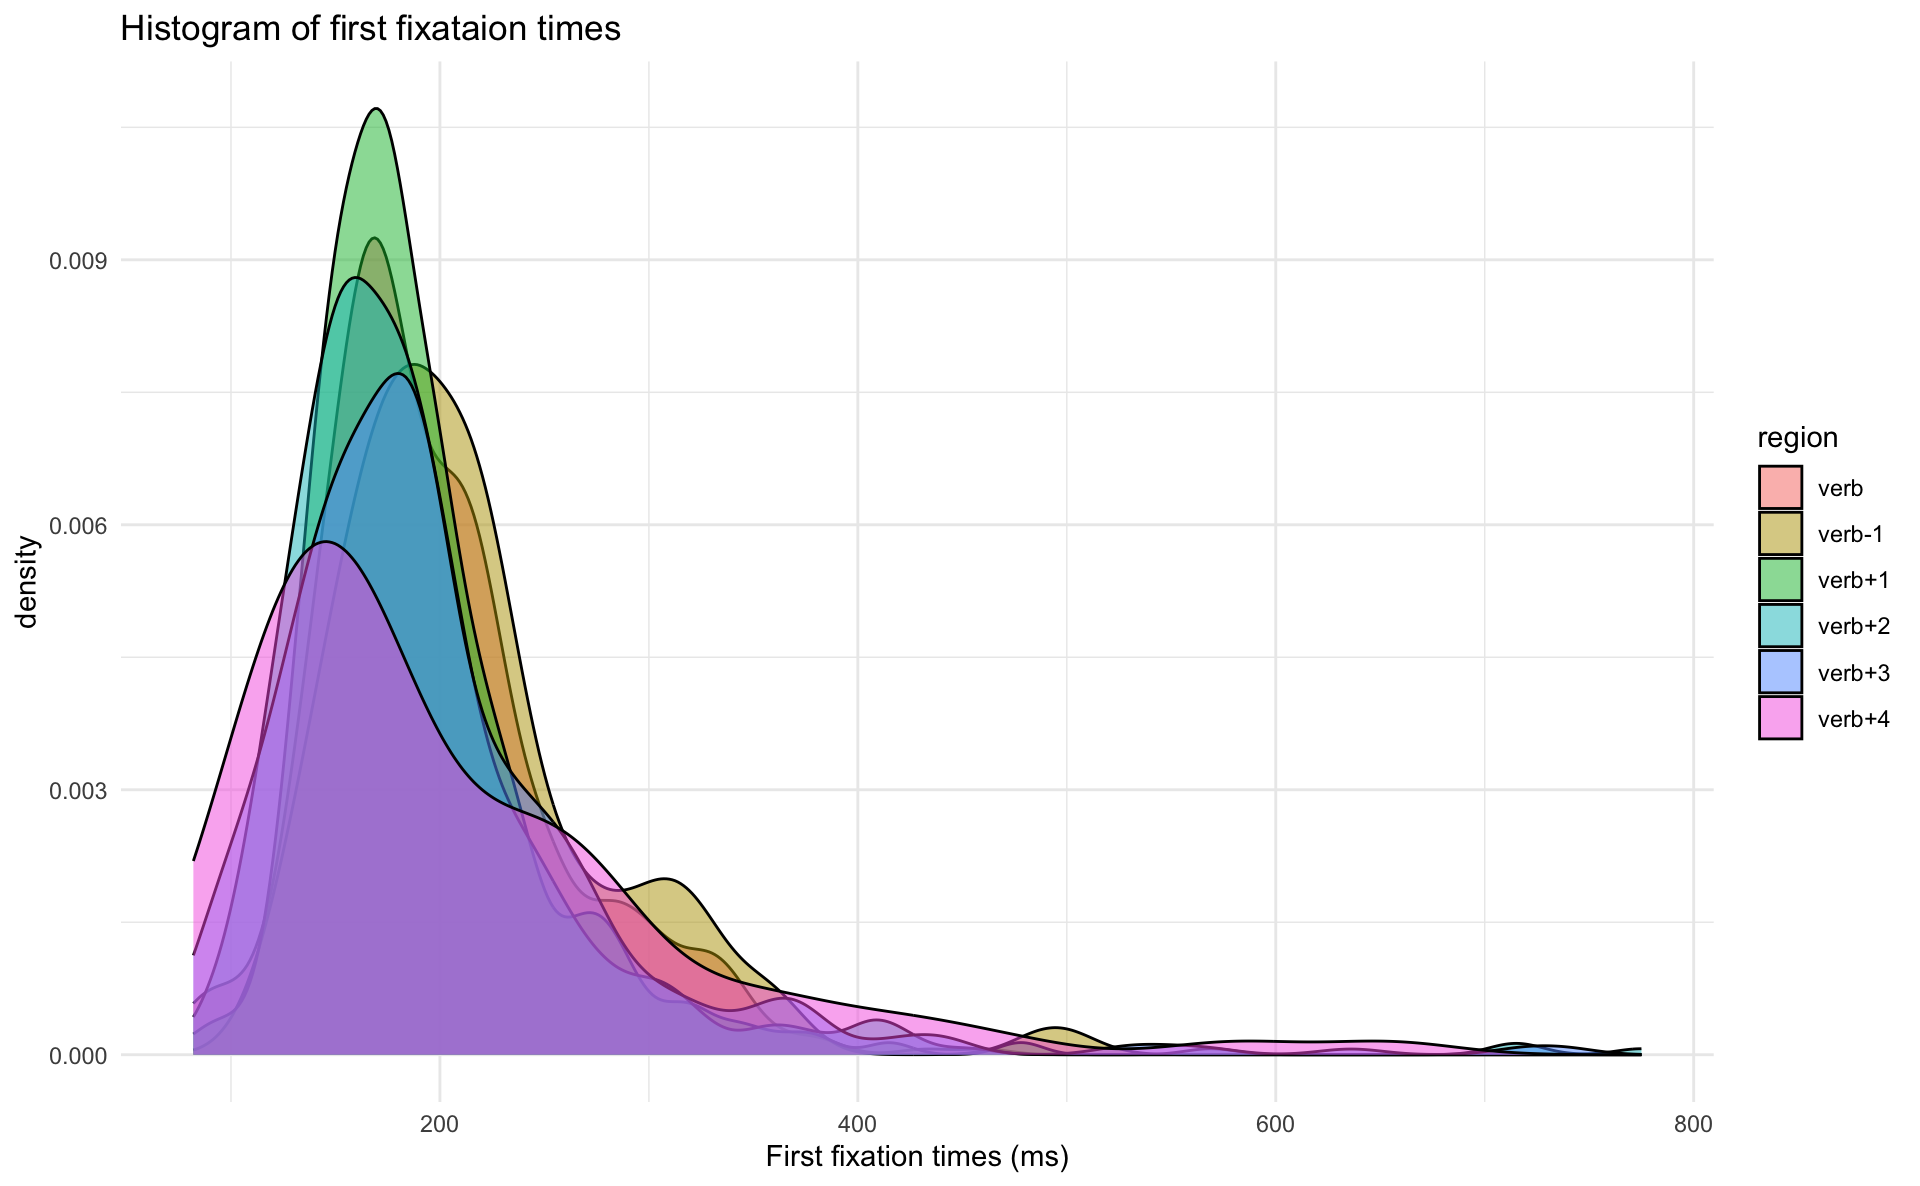 Histogram of first fixataion times
density
0.009
0.006
0.003
0.000
200 400 600 800
First fixation times (ms)
region
verb
verb-1
verb+1
verb+2
verb+3
verb+4